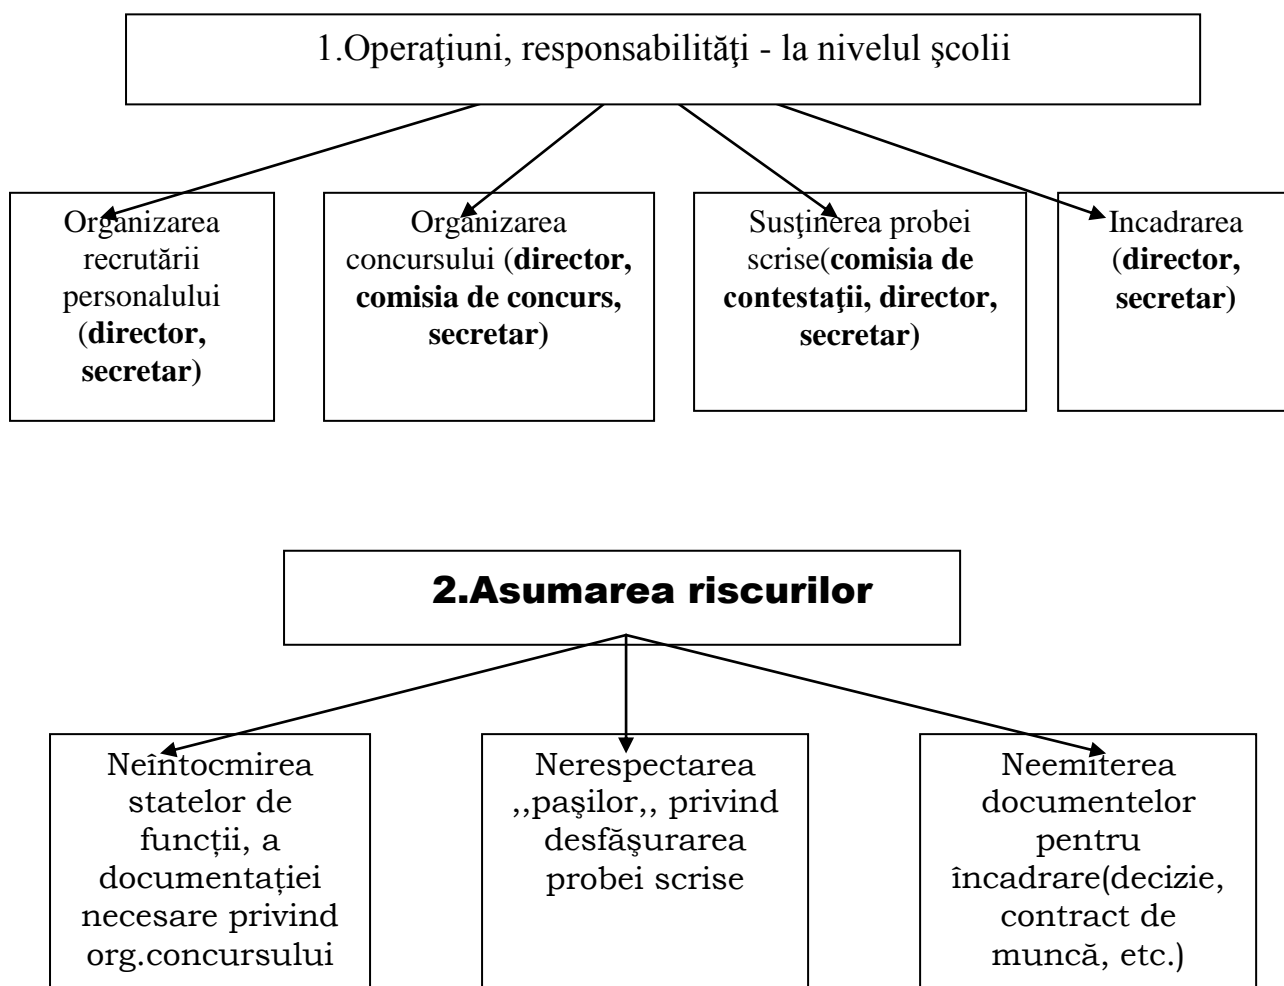 1.Operaţiuni, responsabilităţi - la nivelul şcolii
Organizarea
recrutării
personalului
(director,
secretar)
Organizarea
concursului (director,
comisia de concurs,
secretar)
Susţinerea probei
scrise(comisia de
contestaţii, director,
secretar)
Incadrarea
(director,
secretar)
2.Asumarea riscurilor
Neîntocmirea
statelor de
funcții, a
documentației
necesare privind
org.concursului
Nerespectarea
,,paşilor,, privind
desfăşurarea
probei scrise
Neemiterea
documentelor
pentru
încadrare(decizie,
contract de
muncă, etc.)